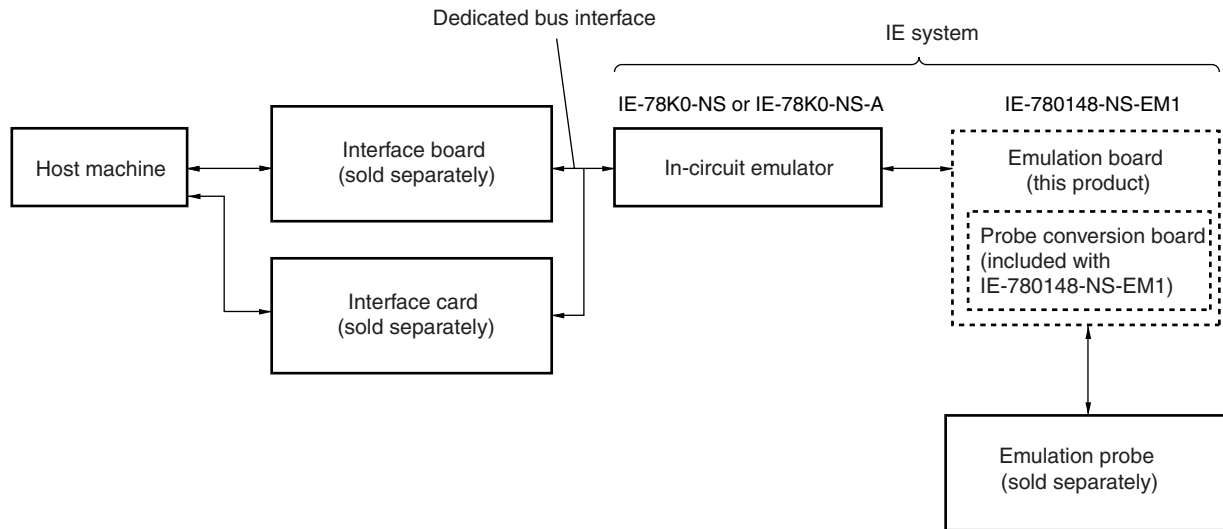 Dedicated bus interface
IE system
IE-78K0-NS or IE-78K0-NS-A
IE-780148-NS-EM1
Host machine
Interface board
(sold separately)
In-circuit emulator
Emulation board
(this product)
Probe conversion board
(included with
IE-780148-NS-EM1)
Interface card
(sold separately)
Emulation probe
(sold separately)